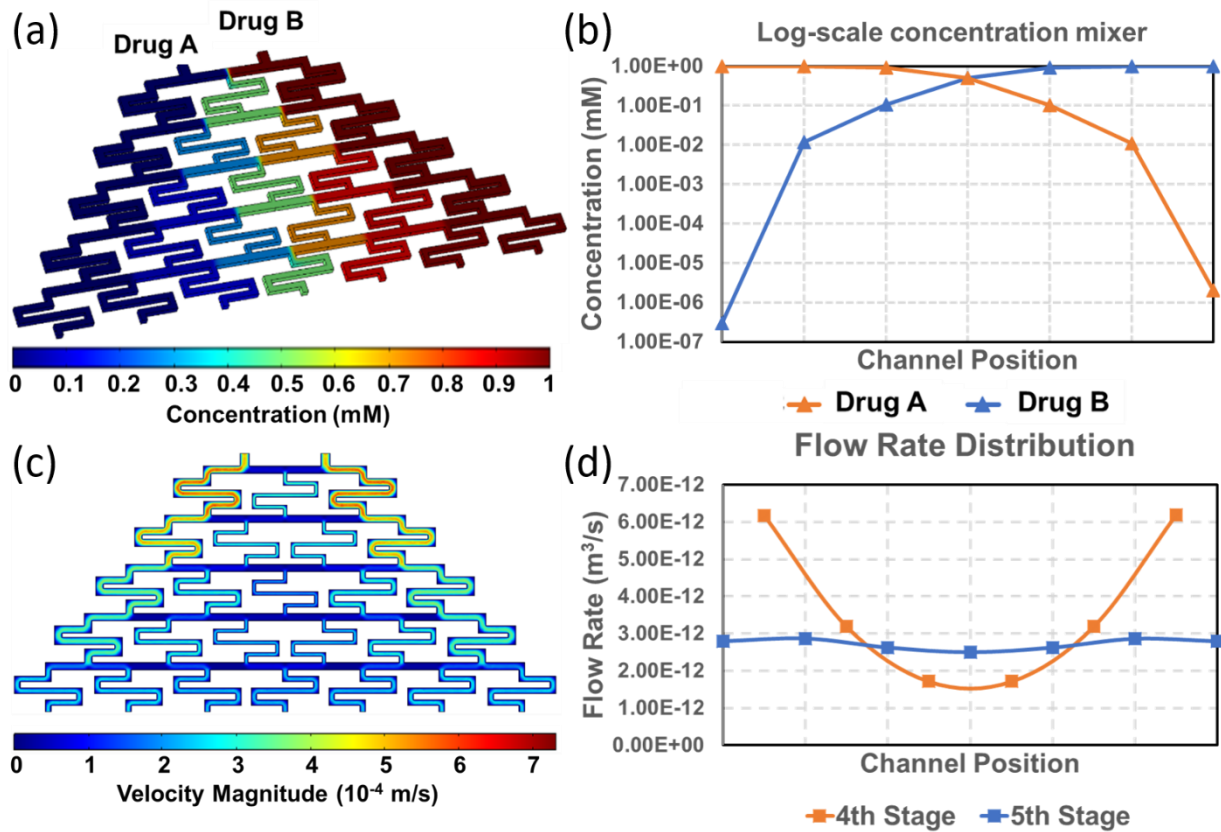 (a)
Drug A
Drug B
0 0.1 0.2 0.3 0.4 0.5 0.6 0.7 0.8 0.9 1
Concentration (mM)
(b)
Log-scale concentration mixer
Concentration (mM)
1.00E+00
1.00E-01
1.00E-02
1.00E-03
1.00E-04
1.00E-05
1.00E-06
1.00E-07
Channel Position
Drug A Drug B
(c)
0 1 2 3 4 5 6 7
Velocity Magnitude (10⁻⁴ m/s)
(d)
Flow Rate Distribution
Flow Rate (m³/s)
7.00E-12
6.00E-12
5.00E-12
4.00E-12
3.00E-12
2.00E-12
1.00E-12
0.00E+00
Channel Position
4th Stage 5th Stage